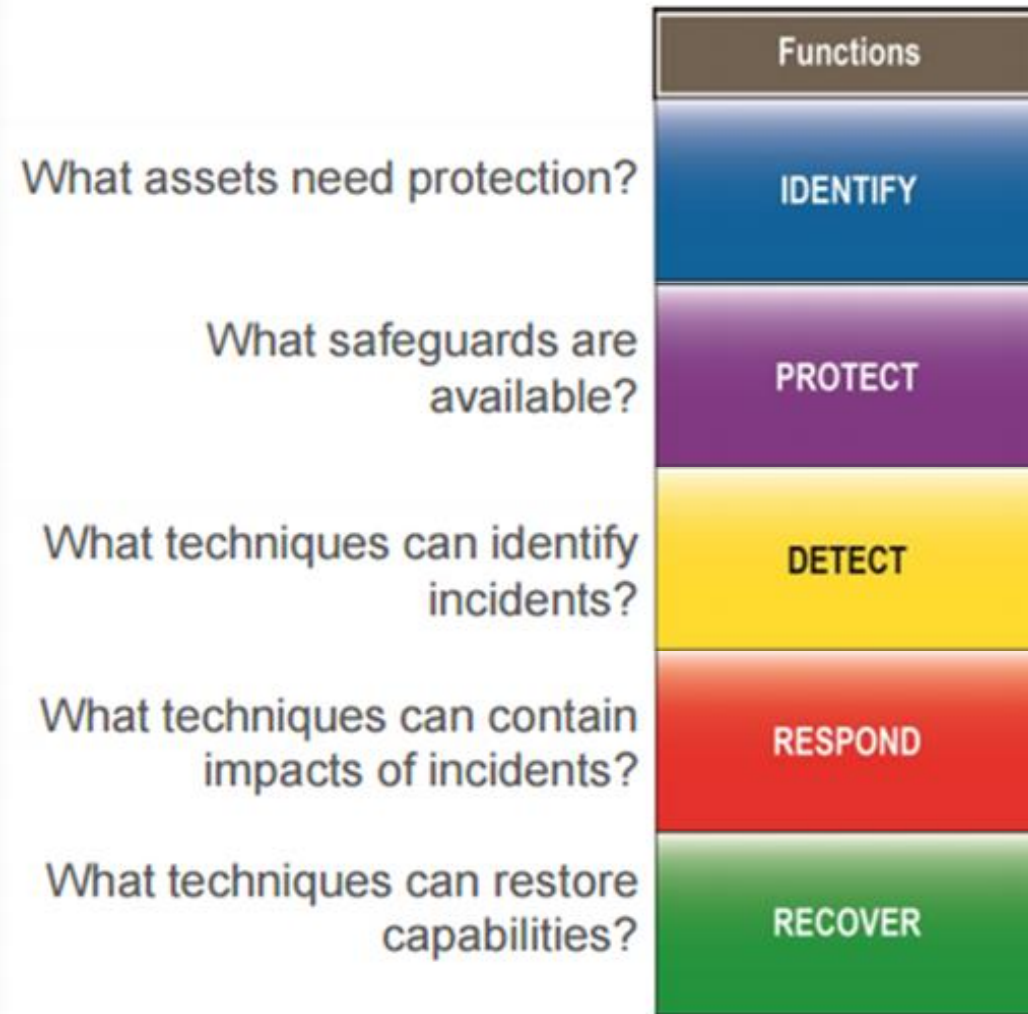 Functions
What assets need protection?
IDENTIFY
What safeguards are
available?
PROTECT
What techniques can identify
incidents?
DETECT
What techniques can contain
impacts of incidents?
RESPOND
What techniques can restore
capabilities?
RECOVER